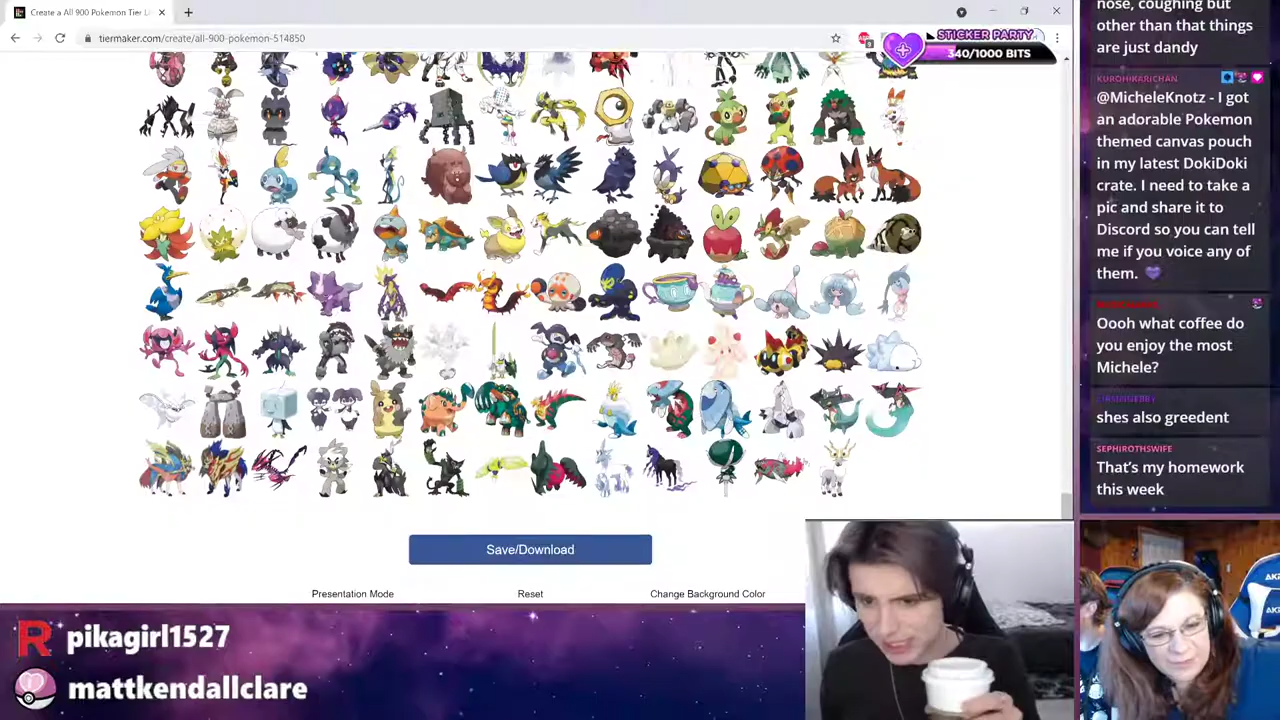 Create a All 900 Pokemon Tier Li
tiermaker.com/create/all-900-pokemon-514850
STICKER PARTY
340/1000 BITS
Save/Download
Presentation Mode
Reset
Change Background Color
R pikagirl1527
mattkendallclare
nose, coughing but
other than that things
are just dandy
KUROHIKARICHAN
@MicheleKnotz - I got
an adorable Pokemon
themed canvas pouch
in my latest DokiDoki
crate. I need to take a
pic and share it to
Discord so you can tell
me if you voice any of
them.
Oooh what coffee do
you enjoy the most
Michele?
shes also greedent
SEPHIROTHSWIFE
That's my homework
this week